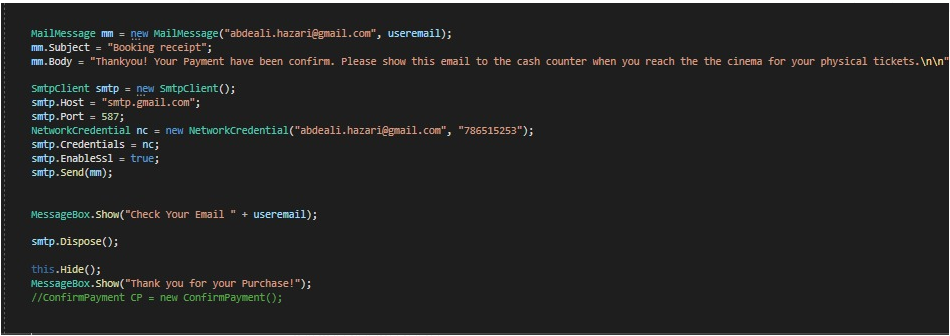 MailMessage mm = new MailMessage("abdeali.hazari@gmail.com", useremail);
mm.Subject = "Booking receipt";
mm.Body = "Thankyou! Your Payment have been confirm. Please show this email to the cash counter when you reach the the cinema for your physical tickets.\n\n"
SmtpClient smtp = new SmtpClient();
smtp.Host = "smtp.gmail.com";
smtp.Port = 587;
NetworkCredential nc = new NetworkCredential("abdeali.hazari@gmail.com", "786515253");
smtp.Credentials = nc;
smtp.EnableSsl = true;
smtp.Send(mm);
MessageBox.Show("Check Your Email " + useremail);
smtp.Dispose();
this.Hide();
MessageBox.Show("Thank you for your Purchase!");
//ConfirmPayment CP = new ConfirmPayment();